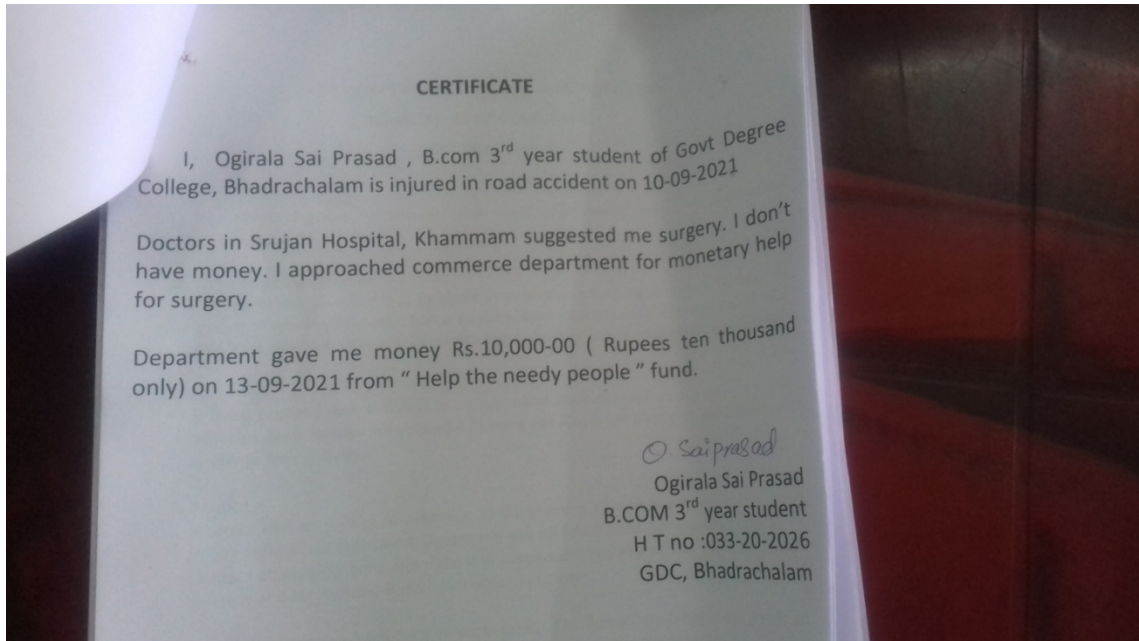 CERTIFICATE
I, Ogirala Sai Prasad , B.com 3rd year student of Govt Degree
College, Bhadrachalam is injured in road accident on 10-09-2021
Doctors in Srujan Hospital, Khammam suggested me surgery. I don't
have money. I approached commerce department for monetary help
for surgery.
Department gave me money Rs.10,000-00 ( Rupees ten thousand
only) on 13-09-2021 from “ Help the needy people ” fund.
O. Saiprasad
Ogirala Sai Prasad
B.COM 3rd year student
H T no :033-20-2026
GDC, Bhadrachalam